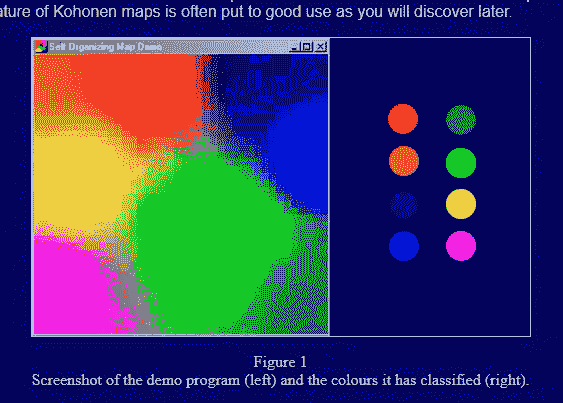 ature of Kohonen maps is often put to good use as you will discover later.
Self Organizing Map Demo
Figure 1
Screenshot of the demo program (left) and the colours it has classified (right).